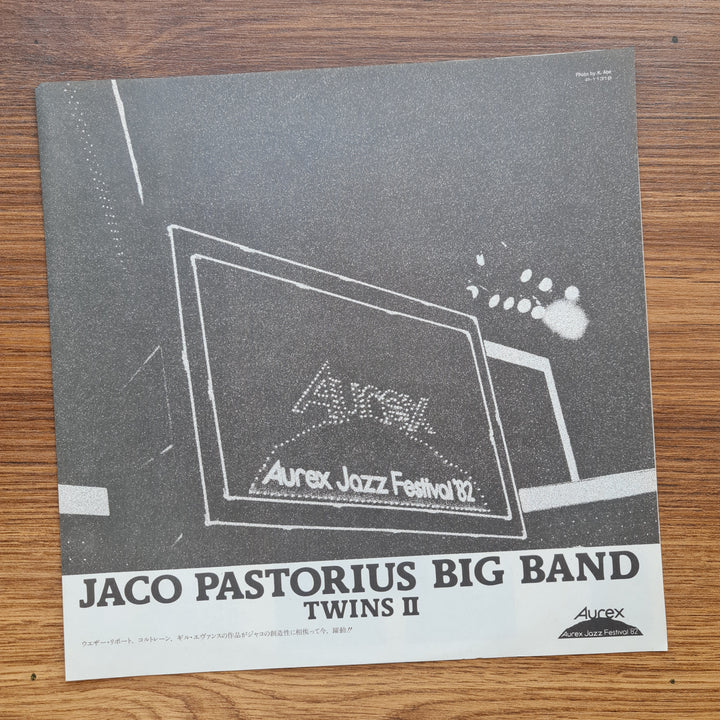 Photo by K. Abe
Aurex
Aurex Jazz Festival '82
JACO PASTORIUS BIG BAND
TWINS II
ウエザー・リポート、コルトレーン、ギル・エヴァンスの作品がジャコの創造性に相俟って今、躍動!!
Aurex
Aurex Jazz Festival '82